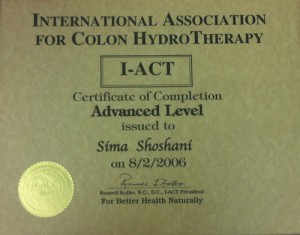 INTERNATIONAL ASSOCIATION
FOR COLON HYDROTHERAPY
I-ACT
Certificate of Completion
Advanced Level
issued to
Sima Shoshani
on 8/2/2006
For Better Health Naturally